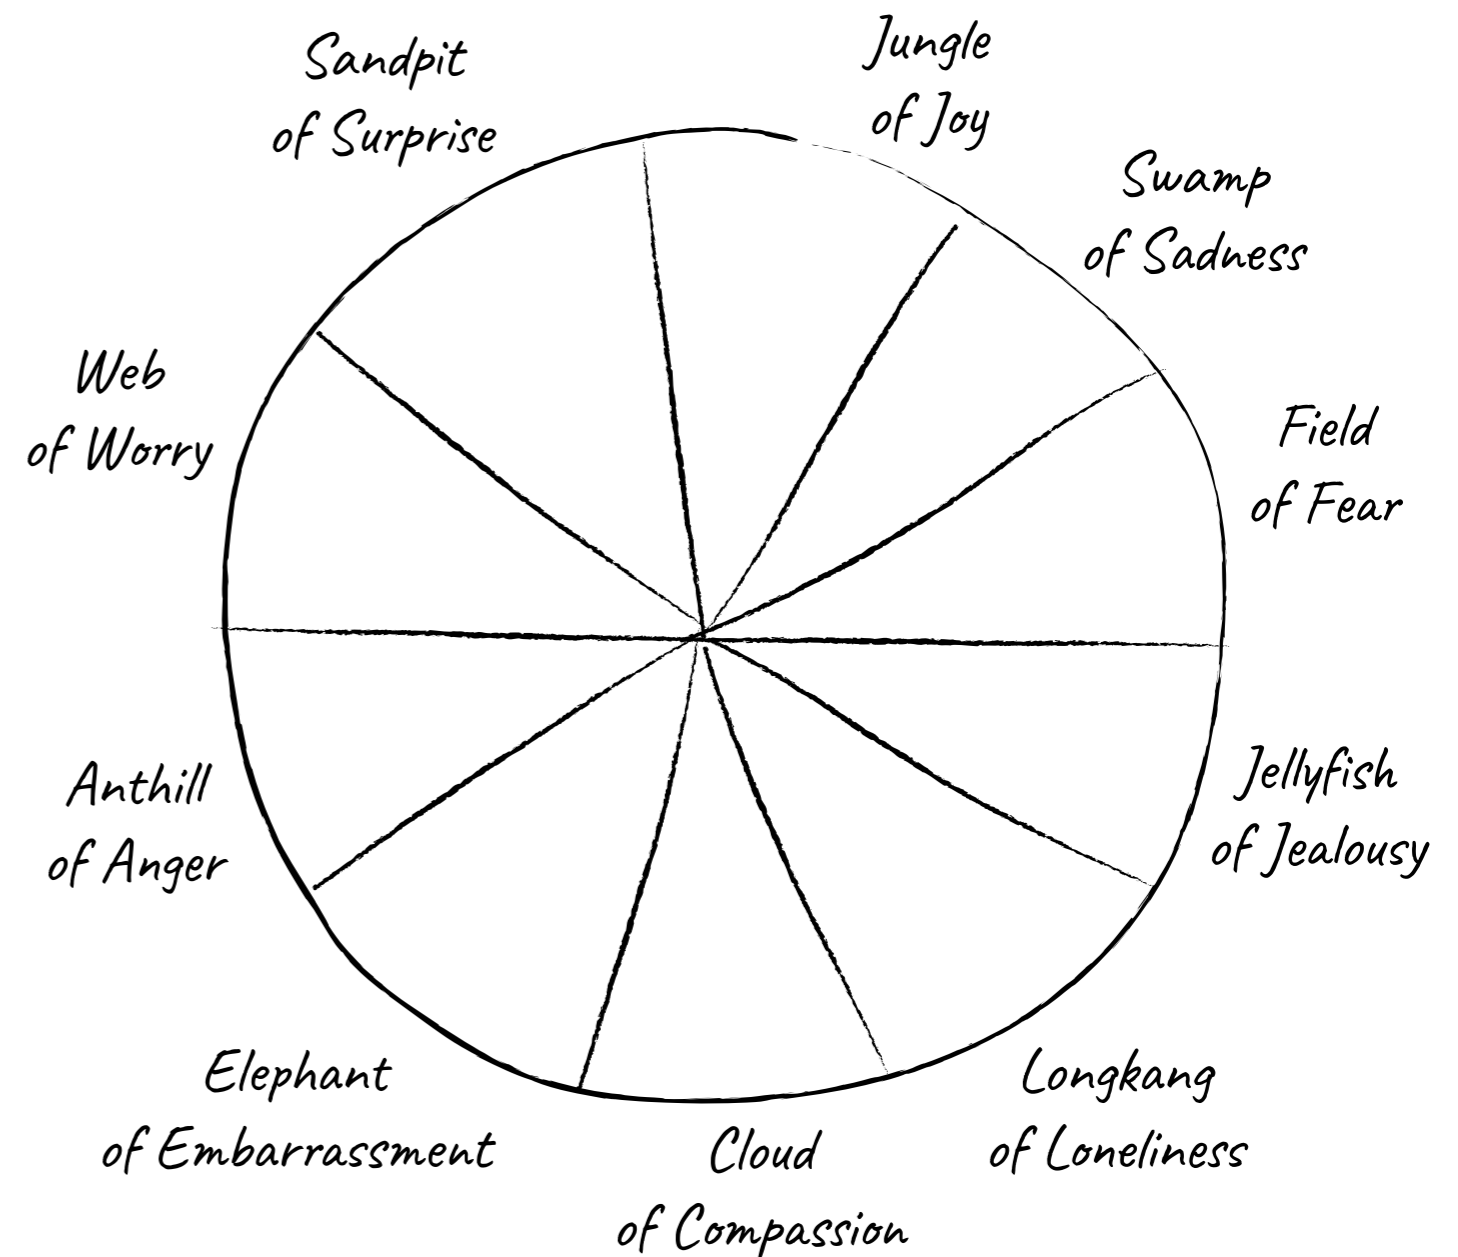 Sandpit
of Surprise
Jungle
of Joy
Swamp
of Sadness
Web
of Worry
Field
of Fear
Anthill
of Anger
Jellyfish
of Jealousy
Elephant
of Embarrassment
Cloud
of Compassion
Longkang
of Loneliness